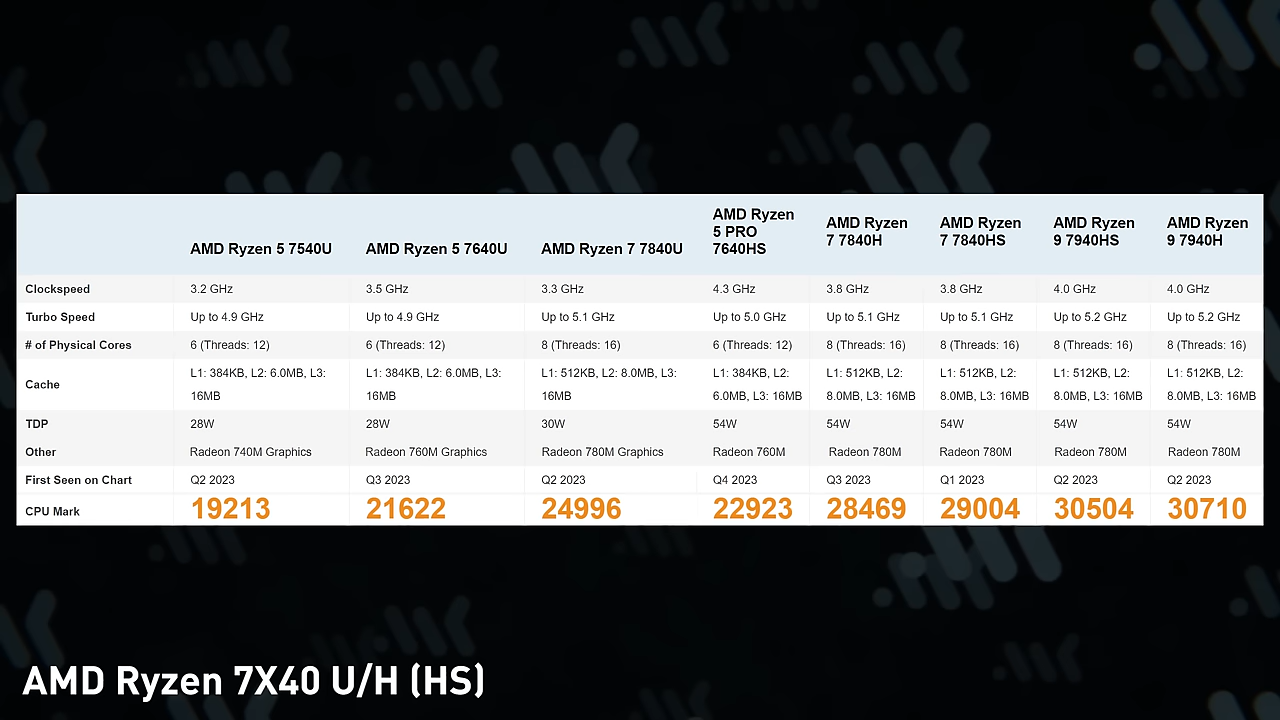 AMD Ryzen 5 7540U AMD Ryzen 5 7640U AMD Ryzen 7 7840U AMD Ryzen 5 PRO 7640HS AMD Ryzen 7 7840H AMD Ryzen 7 7840HS AMD Ryzen 9 7940HS AMD Ryzen 9 7940H
Clockspeed 3.2 GHz 3.5 GHz 3.3 GHz 4.3 GHz 3.8 GHz 3.8 GHz 4.0 GHz 4.0 GHz
Turbo Speed Up to 4.9 GHz Up to 4.9 GHz Up to 5.1 GHz Up to 5.0 GHz Up to 5.1 GHz Up to 5.1 GHz Up to 5.2 GHz Up to 5.2 GHz
# of Physical Cores 6 (Threads: 12) 6 (Threads: 12) 8 (Threads: 16) 6 (Threads: 12) 8 (Threads: 16) 8 (Threads: 16) 8 (Threads: 16) 8 (Threads: 16)
Cache L1: 384KB, L2: 6.0MB, L3: 16MB L1: 384KB, L2: 6.0MB, L3: 16MB L1: 512KB, L2: 8.0MB, L3: 16MB L1: 384KB, L2: 6.0MB, L3: 16MB L1: 512KB, L2: 8.0MB, L3: 16MB L1: 512KB, L2: 8.0MB, L3: 16MB L1: 512KB, L2: 8.0MB, L3: 16MB L1: 512KB, L2: 8.0MB, L3: 16MB
TDP 28W 28W 30W 54W 54W 54W 54W 54W
Other Radeon 740M Graphics Radeon 760M Graphics Radeon 780M Graphics Radeon 760M Radeon 780M Radeon 780M Radeon 780M Radeon 780M
First Seen on Chart Q2 2023 Q3 2023 Q2 2023 Q4 2023 Q3 2023 Q1 2023 Q2 2023 Q2 2023
CPU Mark 19213 21622 24996 22923 28469 29004 30504 30710
AMD Ryzen 7X40 U/H (HS)